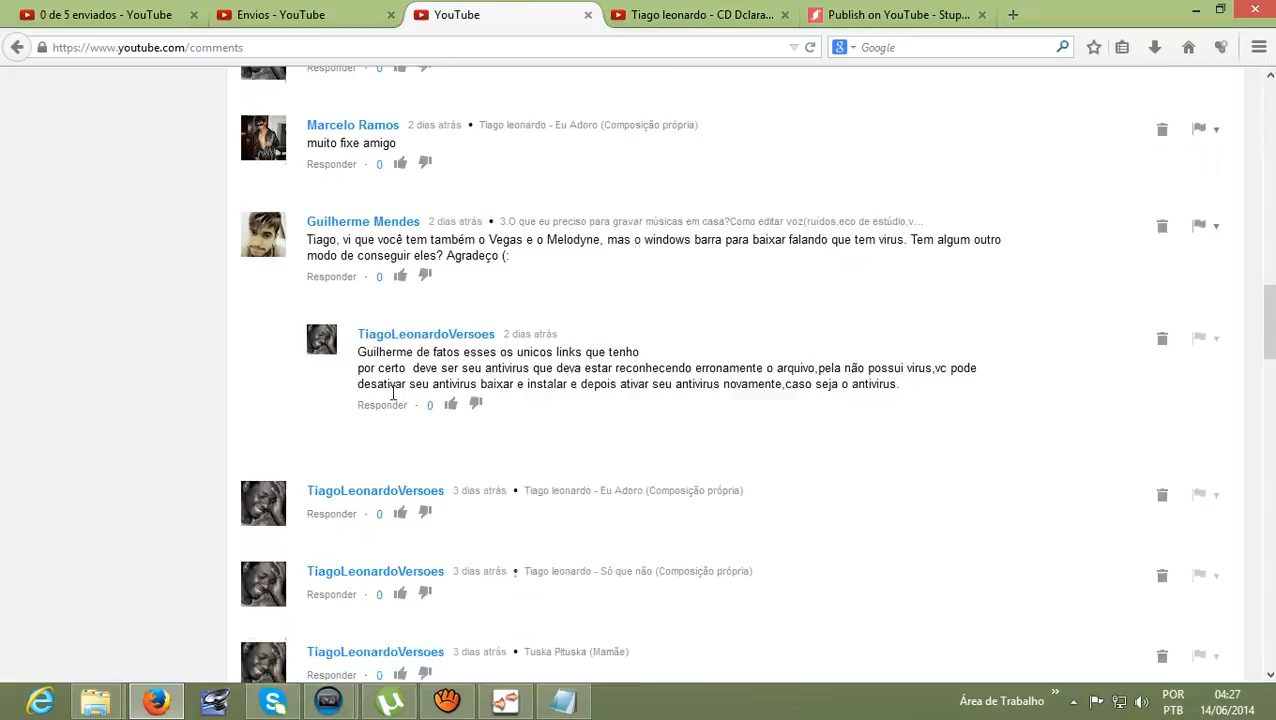 0 de 5 vídeos - YouTube
Envios - YouTube
YouTube
Tiago leonardo - CD Dclara...
Publish on YouTube - Stup...
https://www.youtube.com/comments
Google
Responder · 0
Marcelo Ramos 2 dias atrás • Tiago leonardo - Eu Adoro (Composição própria)
muito fixe amigo
Responder · 0
Guilherme Mendes 2 dias atrás • 3.O que eu preciso para gravar músicas em casa?Como editar voz(ruídos,eco de estúdio,v...
Tiago, vi que você tem também o Vegas e o Melodyne, mas o windows barra para baixar falando que tem virus. Tem algum outro
modo de conseguir eles? Agradeço (:
Responder · 0
TiagoLeonardoVersoes 2 dias atrás
Guilherme de fatos esses os unicos links que tenho
por certo deve ser seu antivirus que deva estar reconhecendo erronamente o arquivo,pela não possui virus,vc pode
desativar seu antivirus baixar e instalar e depois ativar seu antivirus novamente,caso seja o antivirus.
Responder · 0
TiagoLeonardoVersoes 3 dias atrás • Tiago leonardo - Eu Adoro (Composição própria)
Responder · 0
TiagoLeonardoVersoes 3 dias atrás • Tiago leonardo - Só que não (Composição própria)
Responder · 0
TiagoLeonardoVersoes 3 dias atrás • Tuska Pituska (Mamãe)
Responder · 0
Área de Trabalho
POR
PTB
04:27
14/06/2014